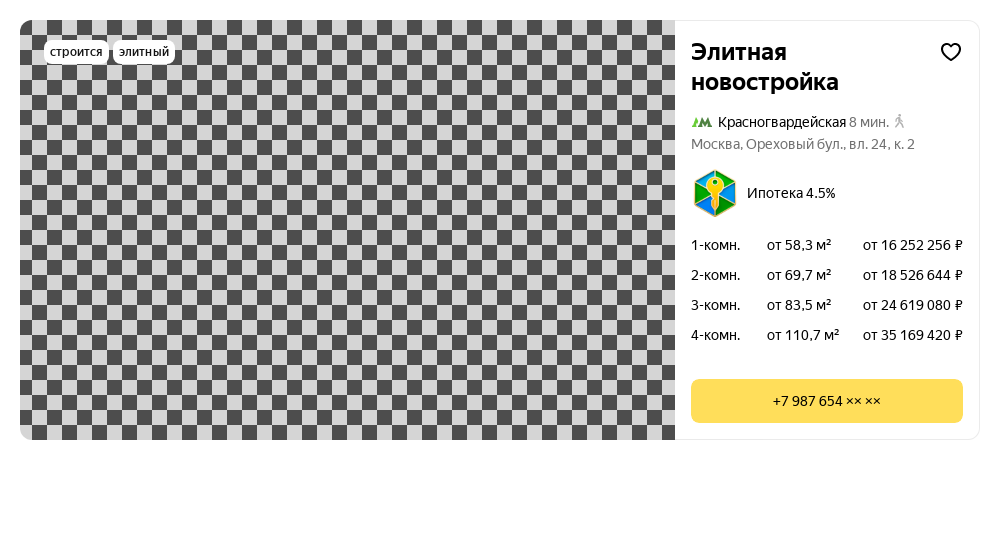 строится элитный
Элитная
новостройка
Красногвардейская 8 мин.
Москва, Ореховый бул., вл. 24, к. 2
Ипотека 4.5%
1-комн. от 58,3 м² от 16 252 256 ₽
2-комн. от 69,7 м² от 18 526 644 ₽
3-комн. от 83,5 м² от 24 619 080 ₽
4-комн. от 110,7 м² от 35 169 420 ₽
+7 987 654 ×× ××